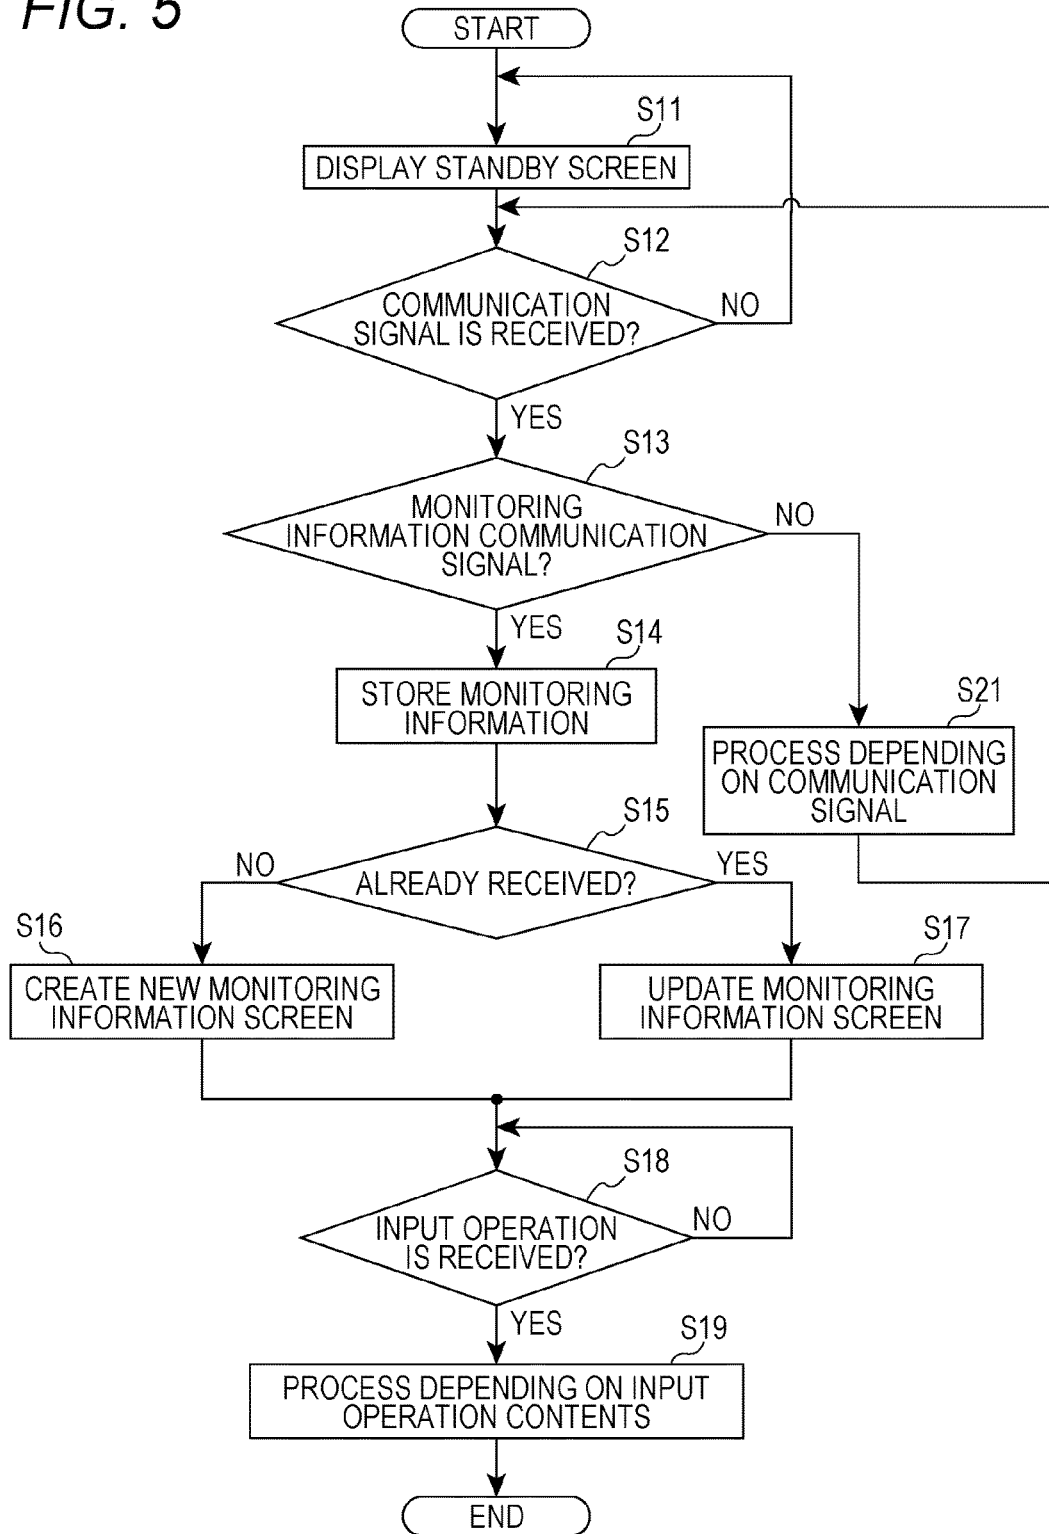 FIG. 5
START
S11
DISPLAY STANDBY SCREEN
S12
COMMUNICATION
SIGNAL IS RECEIVED?
NO
YES
S13
MONITORING
INFORMATION COMMUNICATION
SIGNAL?
NO
YES
S14
STORE MONITORING
INFORMATION
S21
PROCESS DEPENDING
ON COMMUNICATION
SIGNAL
S15
ALREADY RECEIVED?
NO
YES
S16
CREATE NEW MONITORING
INFORMATION SCREEN
S17
UPDATE MONITORING
INFORMATION SCREEN
S18
INPUT OPERATION
IS RECEIVED?
NO
YES
S19
PROCESS DEPENDING ON INPUT
OPERATION CONTENTS
END